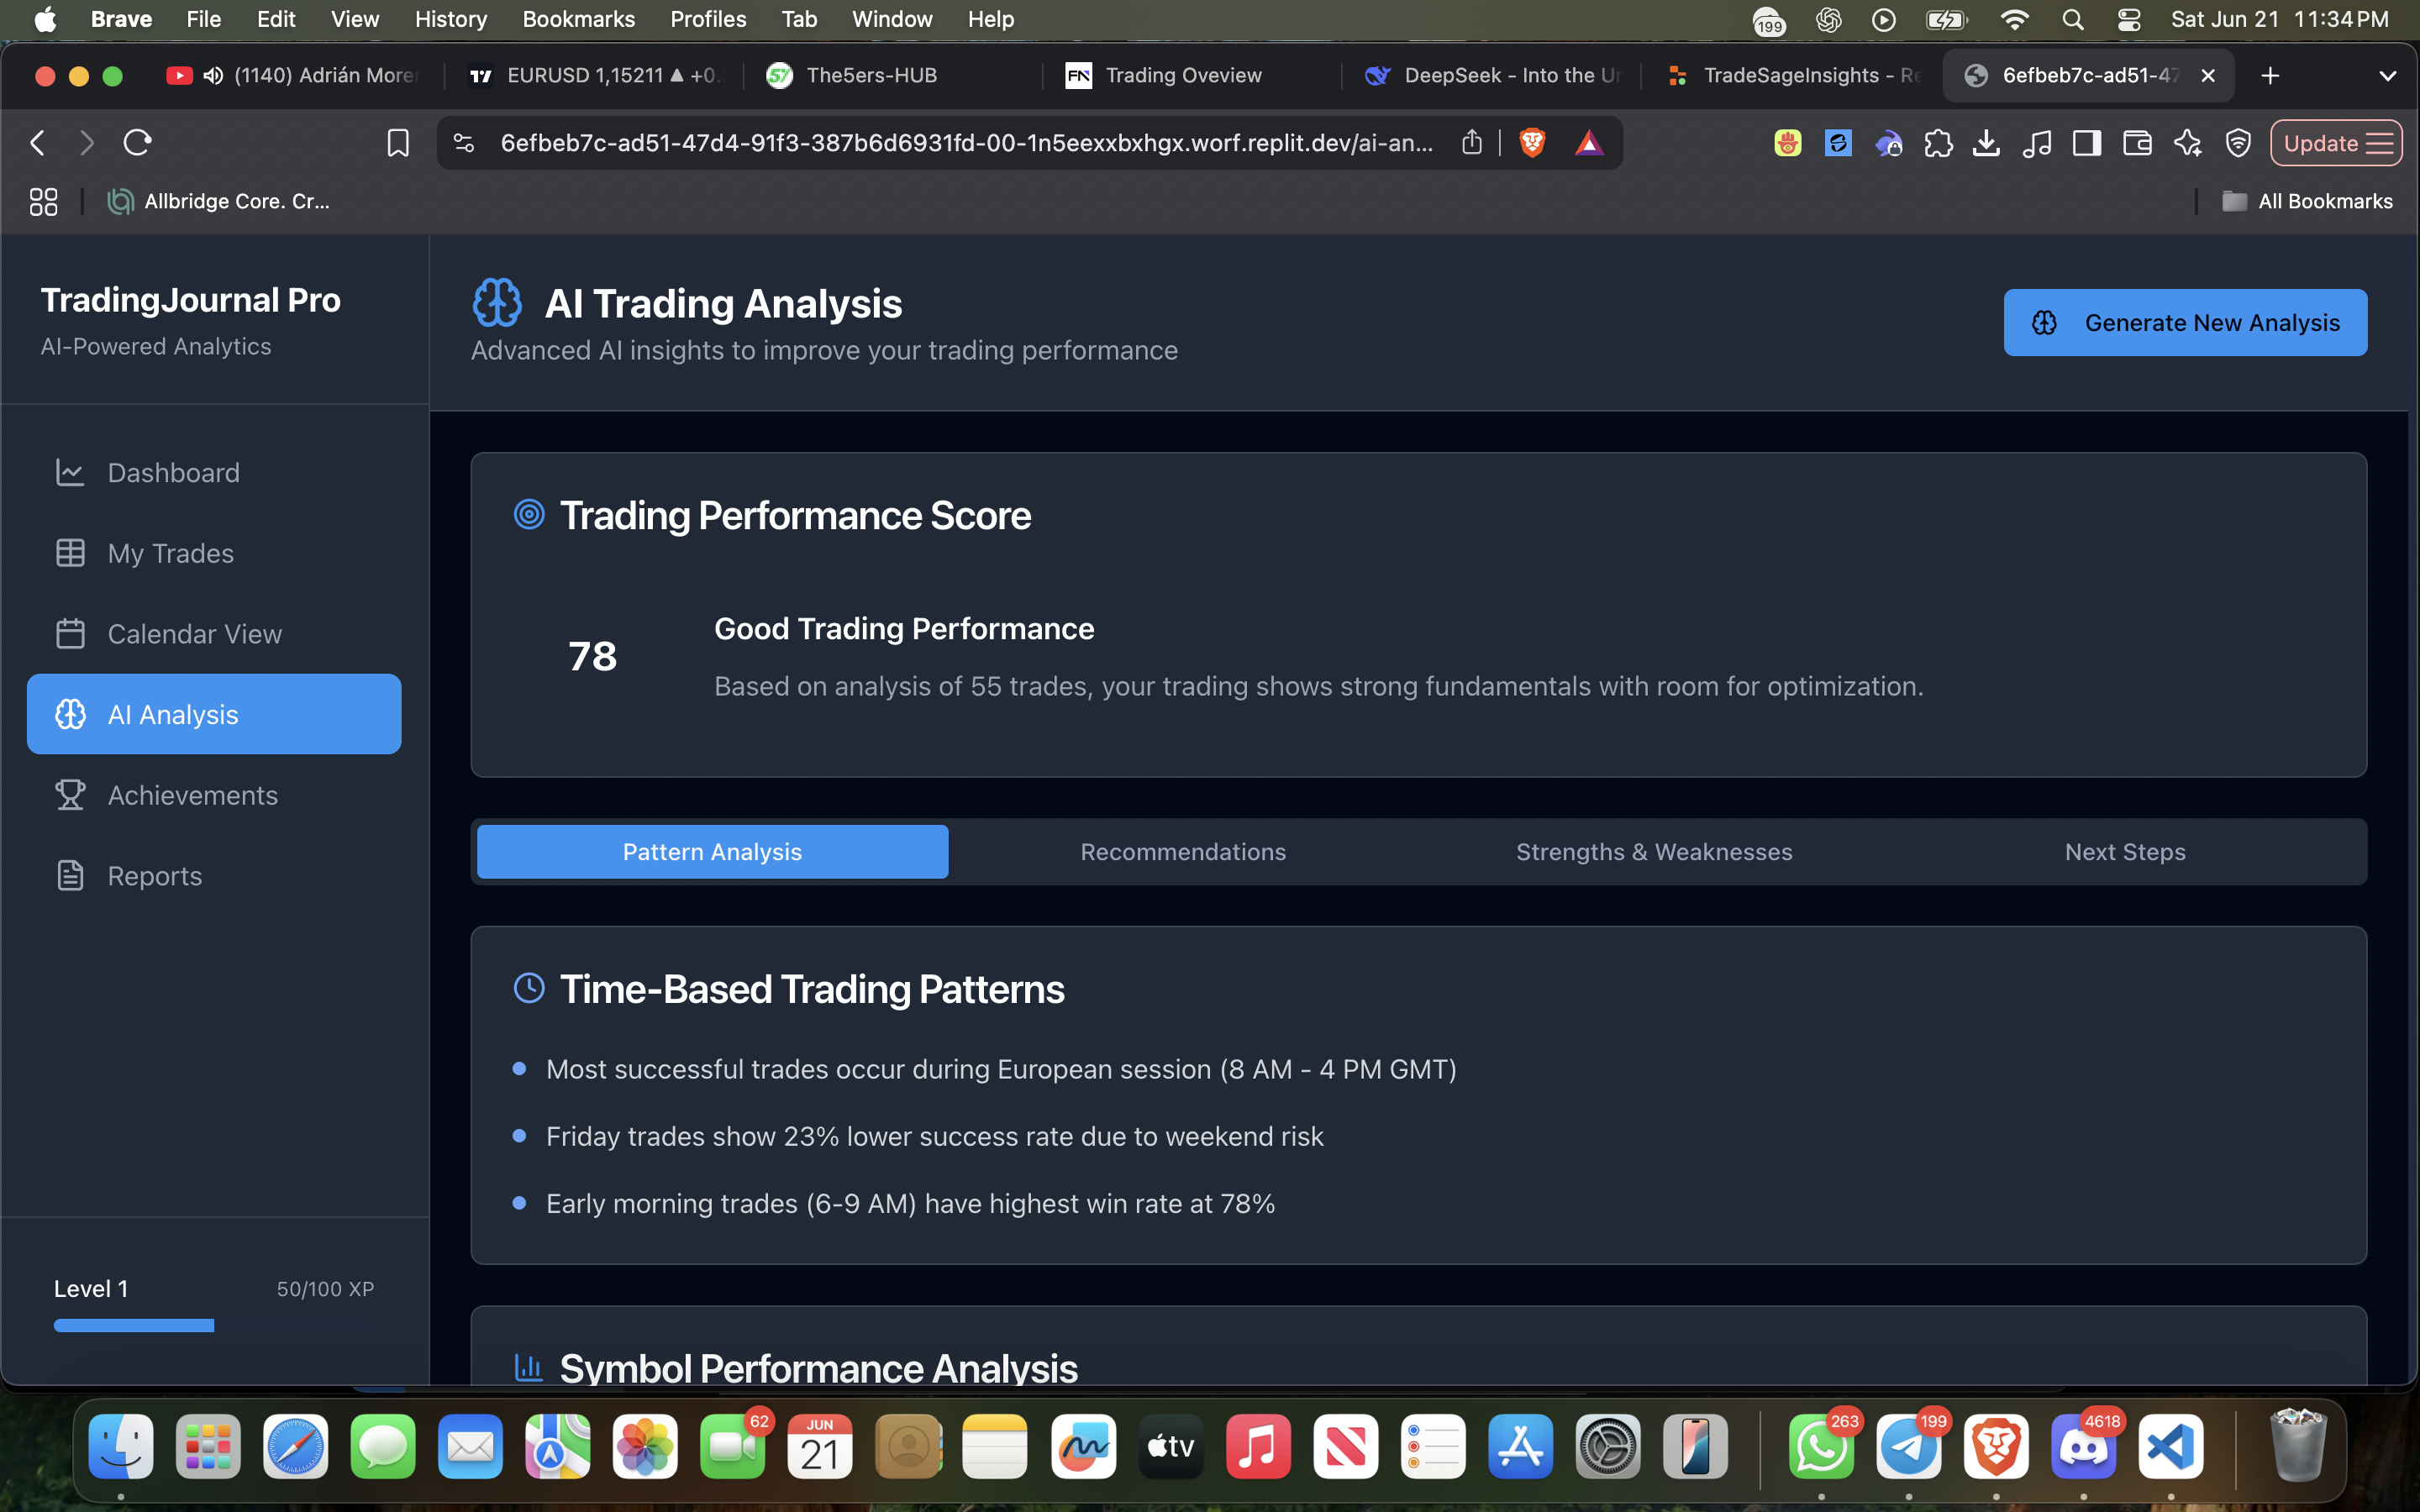 Brave File Edit View History Bookmarks Profiles Tab Window Help 199 Sat Jun 21 11:34 PM
(1140) Adrián More
EURUSD 1,15211 ▲ +0.
The5ers-HUB
FN Trading Oveview
DeepSeek - Into the Un
TradeSageInsights - Re
6efbeb7c-ad51-47
6efbeb7c-ad51-47d4-91f3-387b6d6931fd-00-1n5eexxbxhgx.worf.replit.dev/ai-an...
Update
Allbridge Core. Cr...
All Bookmarks
TradingJournal Pro
AI-Powered Analytics
Dashboard
My Trades
Calendar View
AI Analysis
Achievements
Reports
Level 1 50/100 XP
AI Trading Analysis
Advanced AI insights to improve your trading performance
Generate New Analysis
Trading Performance Score
78
Good Trading Performance
Based on analysis of 55 trades, your trading shows strong fundamentals with room for optimization.
Pattern Analysis Recommendations Strengths & Weaknesses Next Steps
Time-Based Trading Patterns
Most successful trades occur during European session (8 AM - 4 PM GMT)
Friday trades show 23% lower success rate due to weekend risk
Early morning trades (6-9 AM) have highest win rate at 78%
Symbol Performance Analysis
62
JUN
21
tv
263
199
4618